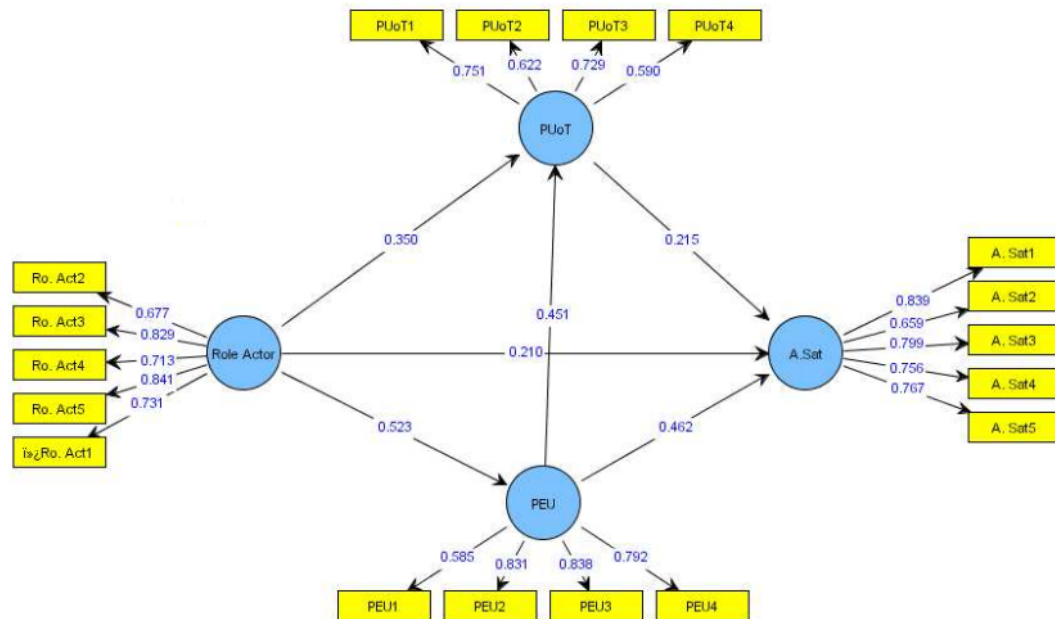 PUoT1 PUoT2 PUoT3 PUoT4
0.751 0.622 0.729 0.590
PUoT
0.350 0.215
Ro. Act2
Ro. Act3
Ro. Act4
Ro. Act5
ï»¿Ro. Act1
0.677
0.829
0.713
0.841
0.731
Role Actor
0.451
0.210
A.Sat
0.839
0.659
0.799
0.756
0.767
A. Sat1
A. Sat2
A. Sat3
A. Sat4
A. Sat5
0.523 0.462
PEU
0.585 0.831 0.838 0.792
PEU1 PEU2 PEU3 PEU4